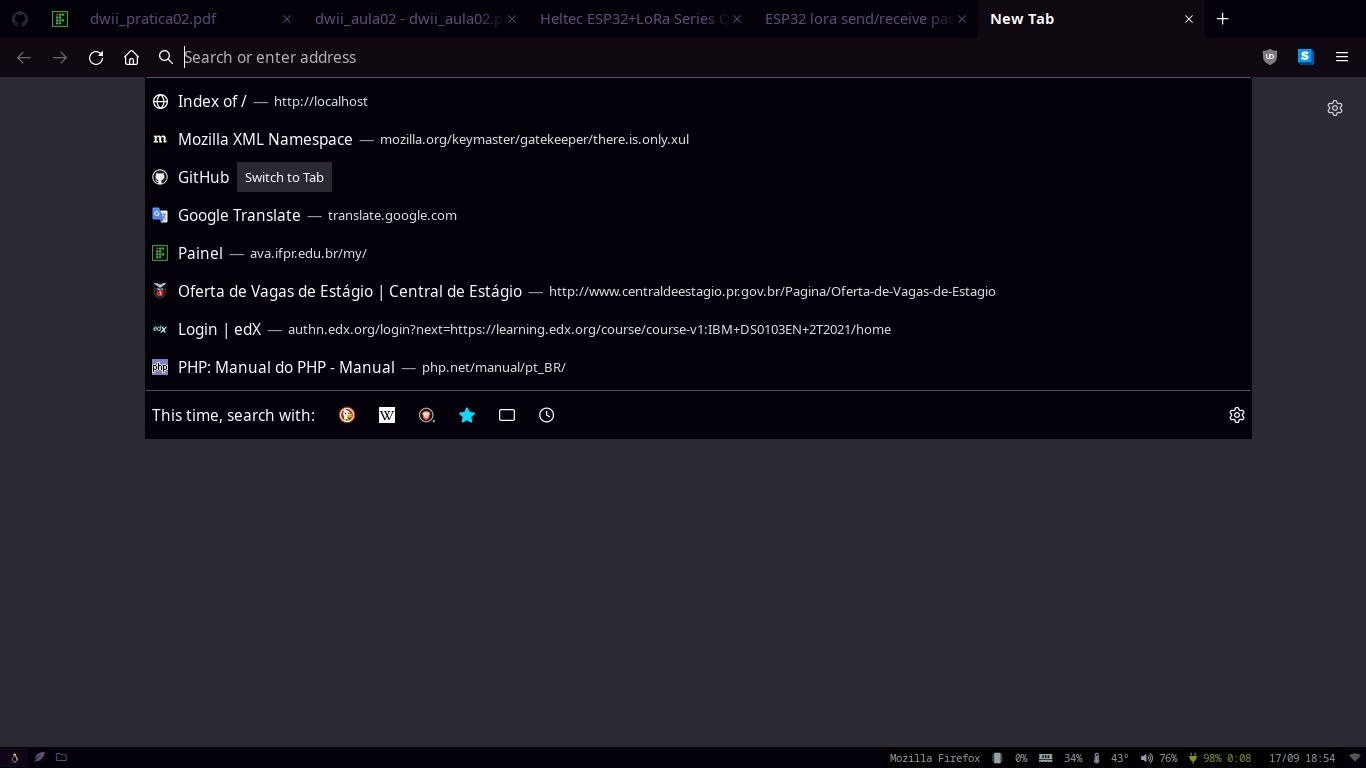 dwii_pratica02.pdf
dwii_aula02 - dwii_aula02.p
Heltec ESP32+LoRa Series Q
ESP32 lora send/receive pac
New Tab
Search or enter address
Index of / — http://localhost
m Mozilla XML Namespace — mozilla.org/keymaster/gatekeeper/there.is.only.xul
GitHub Switch to Tab
Google Translate — translate.google.com
Painel — ava.ifpr.edu.br/my/
Oferta de Vagas de Estágio | Central de Estágio — http://www.centraldeestagio.pr.gov.br/Pagina/Oferta-de-Vagas-de-Estagio
edX Login | edX — authn.edx.org/login?next=https://learning.edx.org/course/course-v1:IBM+DS0103EN+2T2021/home
php PHP: Manual do PHP - Manual — php.net/manual/pt_BR/
This time, search with: W
Mozilla Firefox 0% 34% 43° 76% 98% 0:08 17/09 18:54